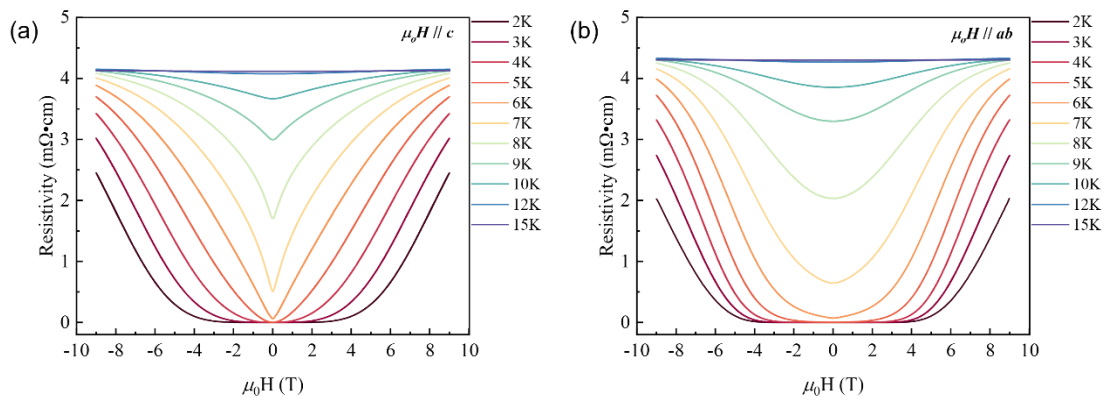 (a)
μₒH // c
Resistivity (mΩ•cm)
5
4
3
2
1
0
-10 -8 -6 -4 -2 0 2 4 6 8 10
μ₀H (T)
2K
3K
4K
5K
6K
7K
8K
9K
10K
12K
15K
(b)
μₒH // ab
Resistivity (mΩ•cm)
5
4
3
2
1
0
-10 -8 -6 -4 -2 0 2 4 6 8 10
μ₀H (T)
2K
3K
4K
5K
6K
7K
8K
9K
10K
12K
15K